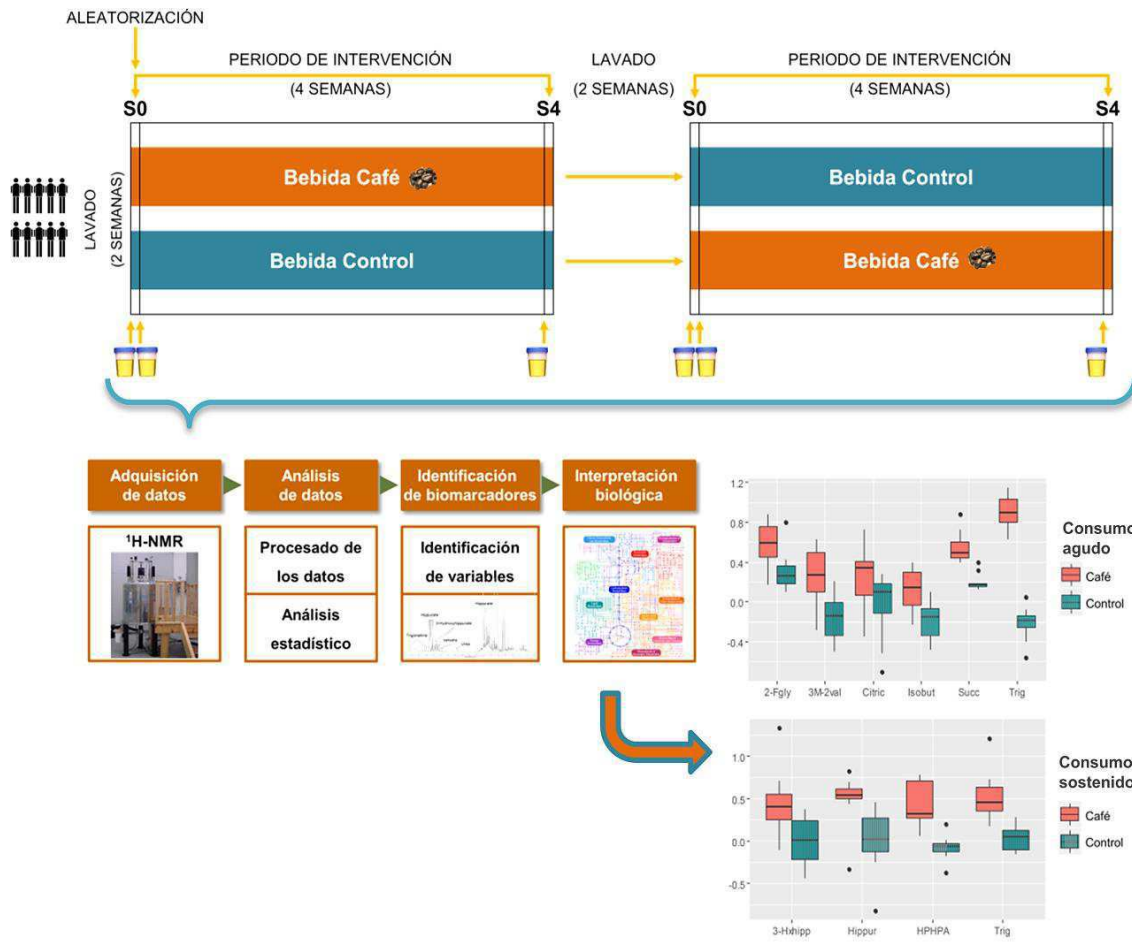 ALEATORIZACIÓN
PERIODO DE INTERVENCIÓN
(4 SEMANAS)
LAVADO
(2 SEMANAS)
PERIODO DE INTERVENCIÓN
(4 SEMANAS)
S0
S4
S0
S4
LAVADO
(2 SEMANAS)
Bebida Café
Bebida Control
Bebida Control
Bebida Café
Adquisición
de datos
Análisis
de datos
Identificación
de biomarcadores
Interpretación
biológica
¹H-NMR
Procesado de
los datos
Análisis
estadístico
Identificación
de variables
1.2
0.8
0.4
0.0
-0.4
2-Fgly
3M-2val
Citric
Isobut
Succ
Trig
Consumo
agudo
Café
Control
1.0
0.5
0.0
-0.5
3-Hxhipp
Hippur
HPHPA
Trig
Consumo
sostenido
Café
Control